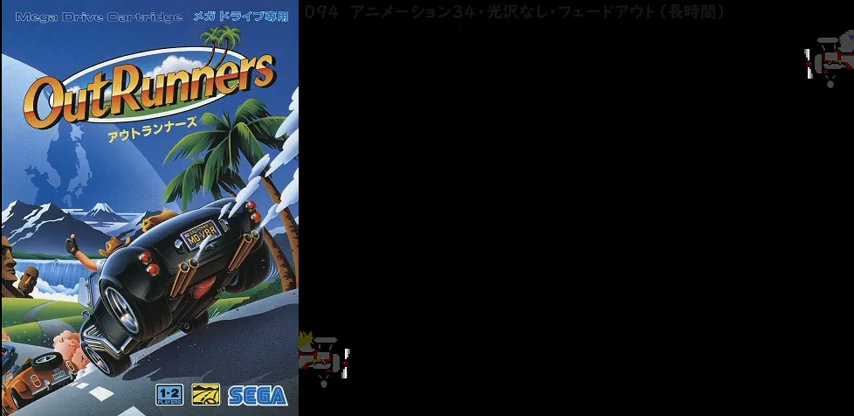 Mega Drive Cartridge メガドライブ専用
094 アニメーション34・光沢なし・フェードアウト(長時間)
OutRunners
アウトランナーズ
MD·VRR
1-2
PLAYERS
SEGA